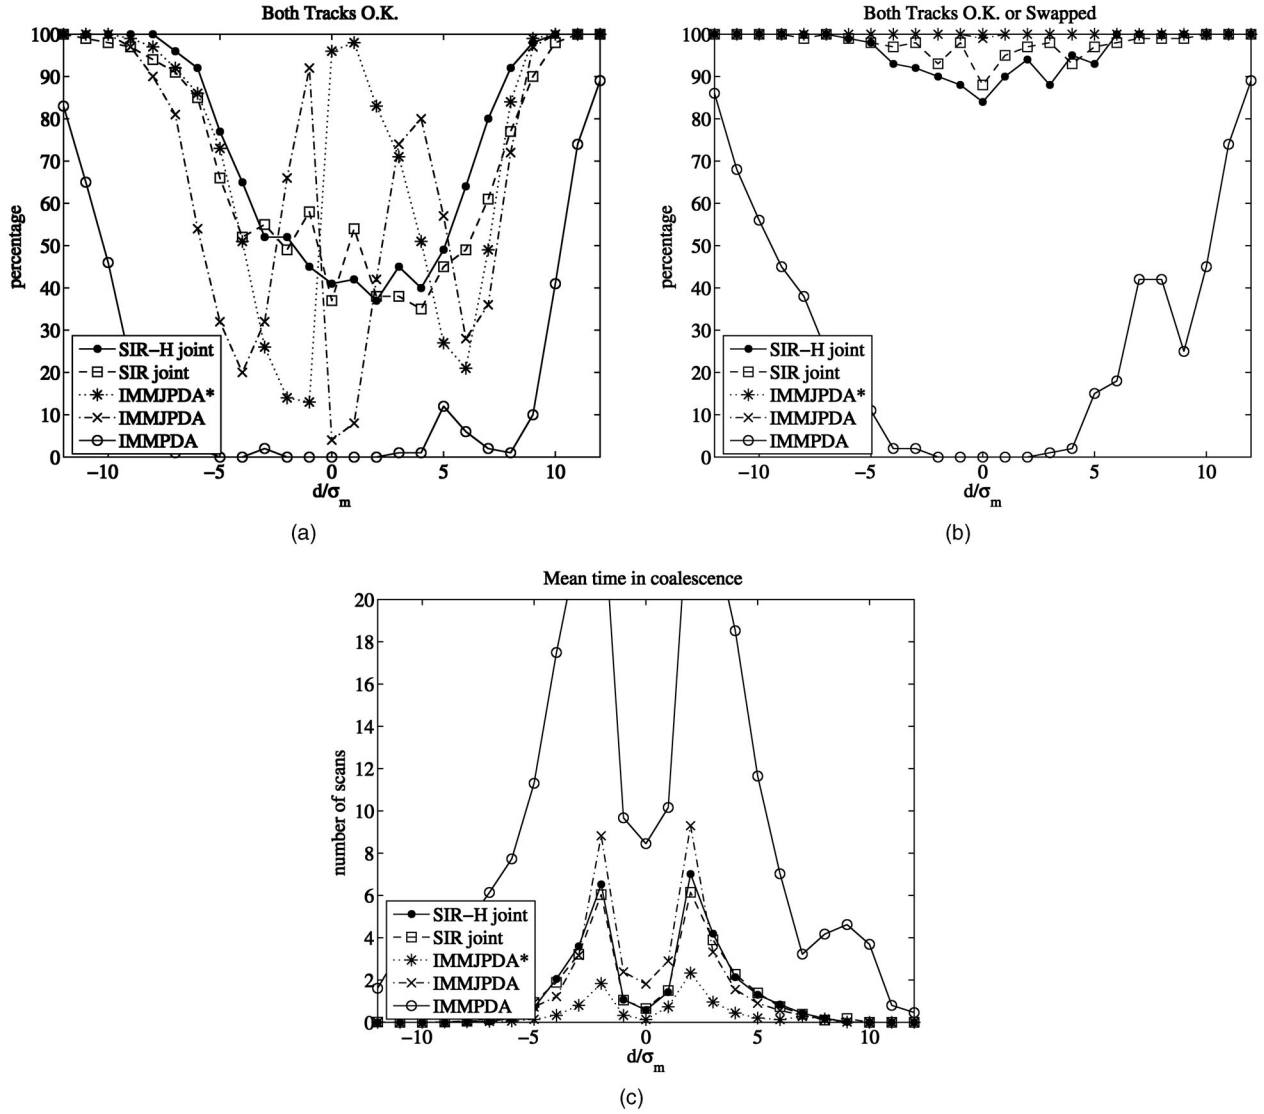 Both Tracks O.K.
100
90
80
70
60
50
40
30
20
10
0
percentage
SIR−H joint
SIR joint
IMMJPDA*
IMMJPDA
IMMPDA
−10
−5
0
5
10
d/σm
(a)
Both Tracks O.K. or Swapped
100
90
80
70
60
50
40
30
20
10
0
percentage
SIR−H joint
SIR joint
IMMJPDA*
IMMJPDA
IMMPDA
−10
−5
0
5
10
d/σm
(b)
Mean time in coalescence
20
18
16
14
12
10
8
6
4
2
0
number of scans
SIR−H joint
SIR joint
IMMJPDA*
IMMJPDA
IMMPDA
−10
−5
0
5
10
d/σm
(c)